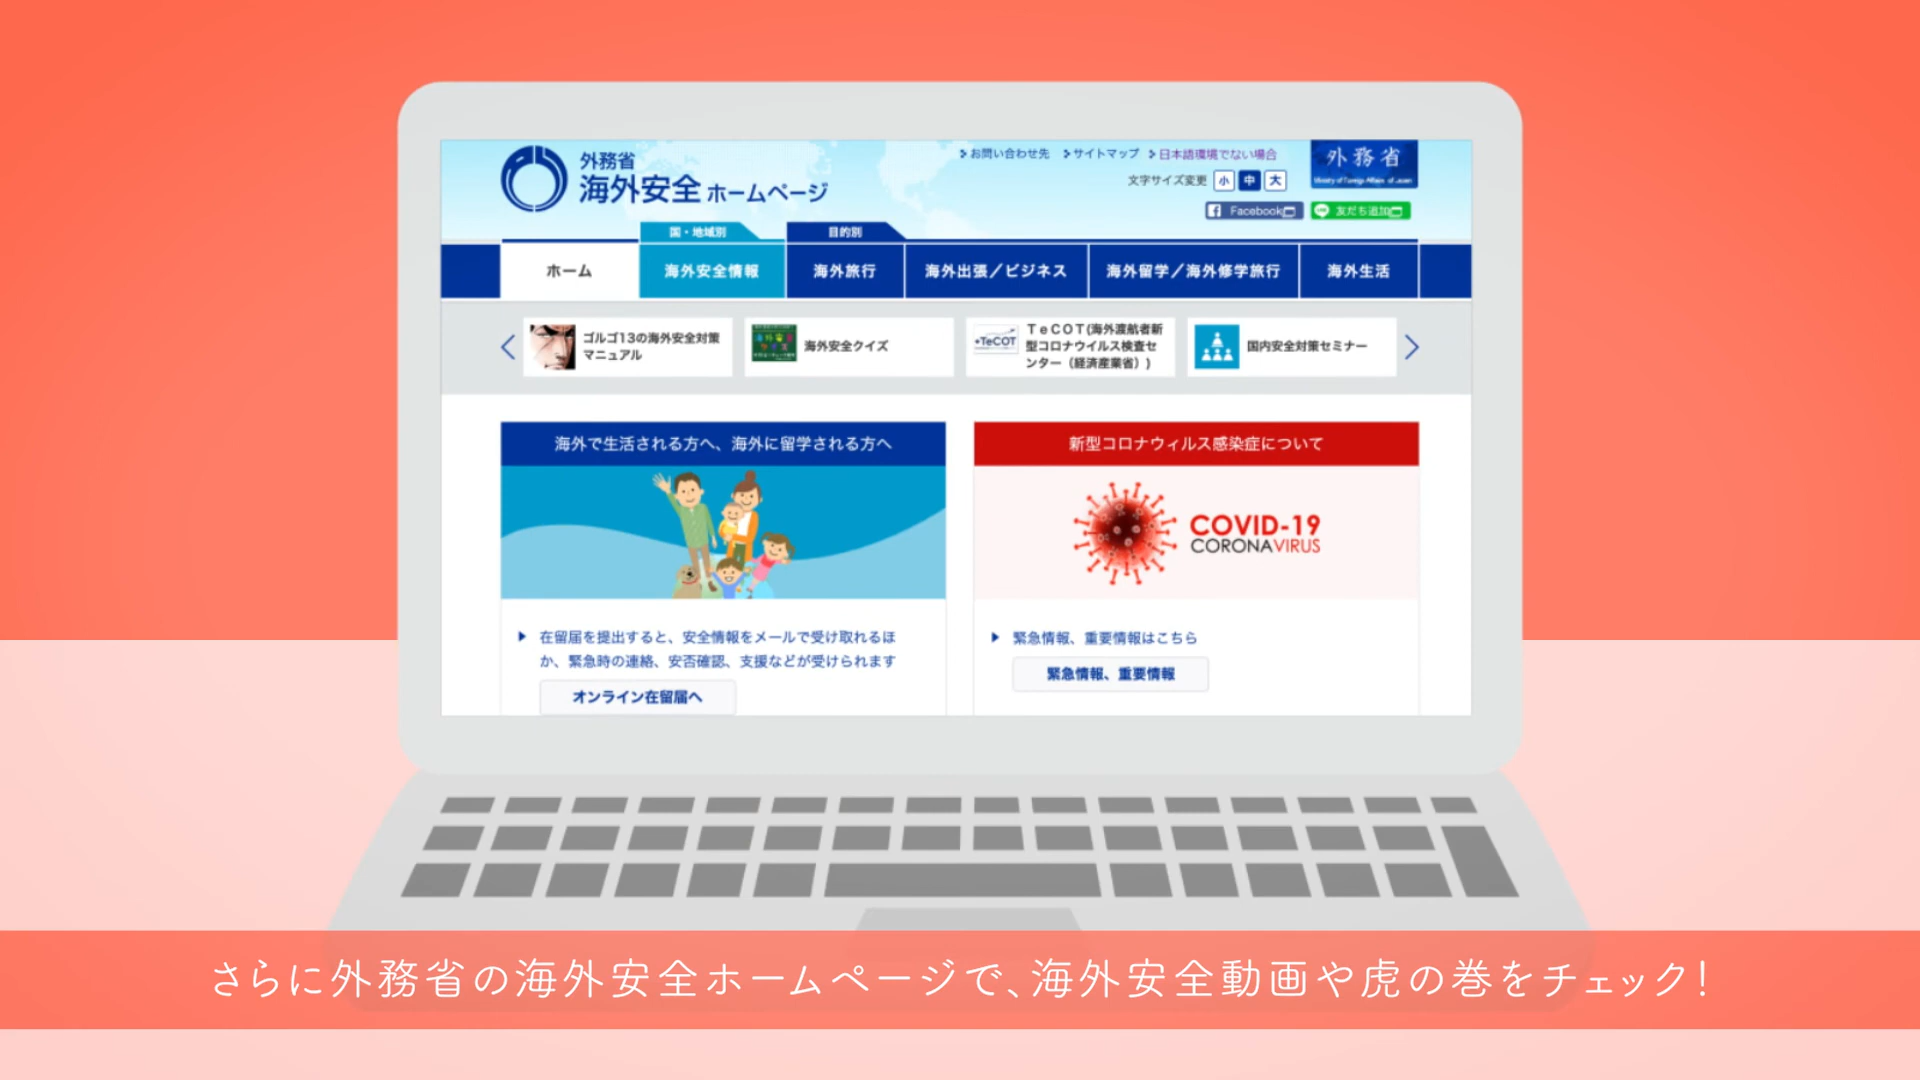 外務省
海外安全 ホームページ
お問い合わせ先 サイトマップ 日本語環境でない場合
文字サイズ変更 小 中 大
外務省
Ministry of Foreign Affairs of Japan
Facebook 友だち追加
国・地域別 目的別
ホーム 海外安全情報 海外旅行 海外出張／ビジネス 海外留学／海外修学旅行 海外生活
ゴルゴ13の海外安全対策
マニュアル
海外安全クイズ
TeCOT
ＴｅＣＯＴ(海外渡航者新
型コロナウイルス検査セ
ンター（経済産業省）)
国内安全対策セミナー
海外で生活される方へ、海外に留学される方へ
在留届を提出すると、安全情報をメールで受け取れるほ
か、緊急時の連絡、安否確認、支援などが受けられます
オンライン在留届へ
新型コロナウィルス感染症について
COVID-19
CORONAVIRUS
緊急情報、重要情報はこちら
緊急情報、重要情報
さらに外務省の海外安全ホームページで、海外安全動画や虎の巻をチェック！